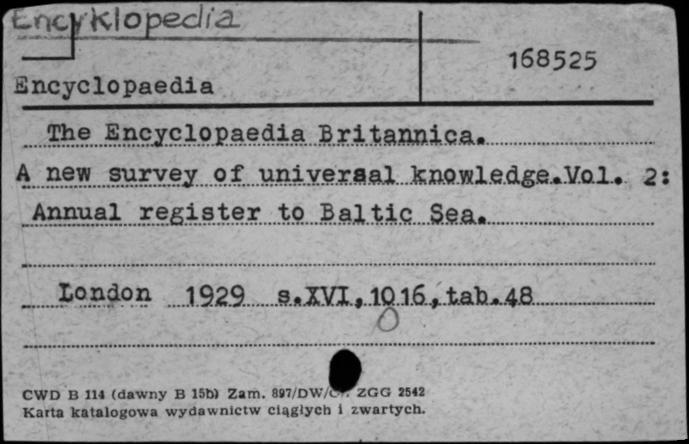 Encyklopedia
168525
Encyclopaedia
The Encyclopaedia Britannica.
A new survey of universal knowledge.Vol. 2:
Annual register to Baltic Sea.
London 1929 s.XVI,1016,tab.48
CWD B 114 (dawny B 15b) Zam. 897/DW/ ZGG 2542
Karta katalogowa wydawnictw ciągłych i zwartych.